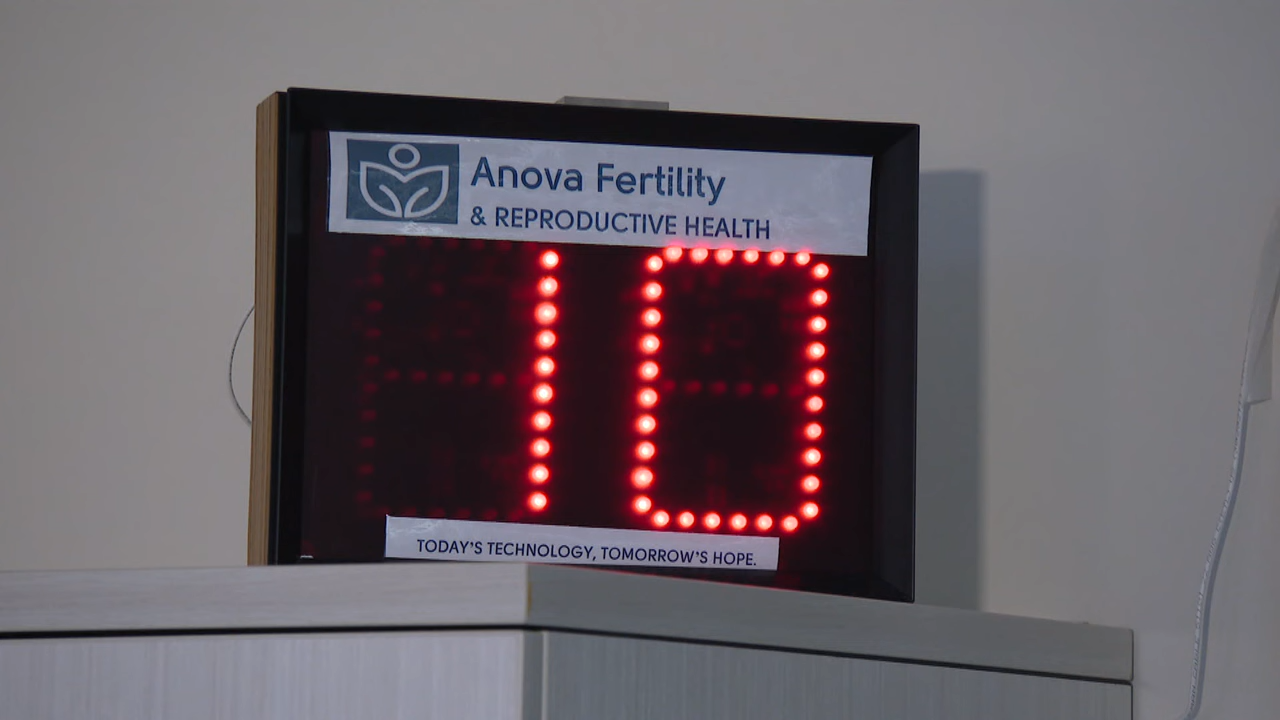 Anova Fertility
& REPRODUCTIVE HEALTH
10
TODAY'S TECHNOLOGY, TOMORROW'S HOPE.